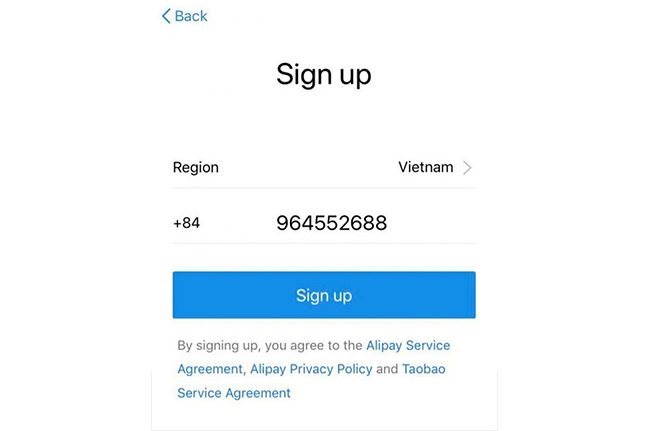 Back
Sign up
Region Vietnam
+84 964552688
Sign up
By signing up, you agree to the Alipay Service
Agreement, Alipay Privacy Policy and Taobao
Service Agreement